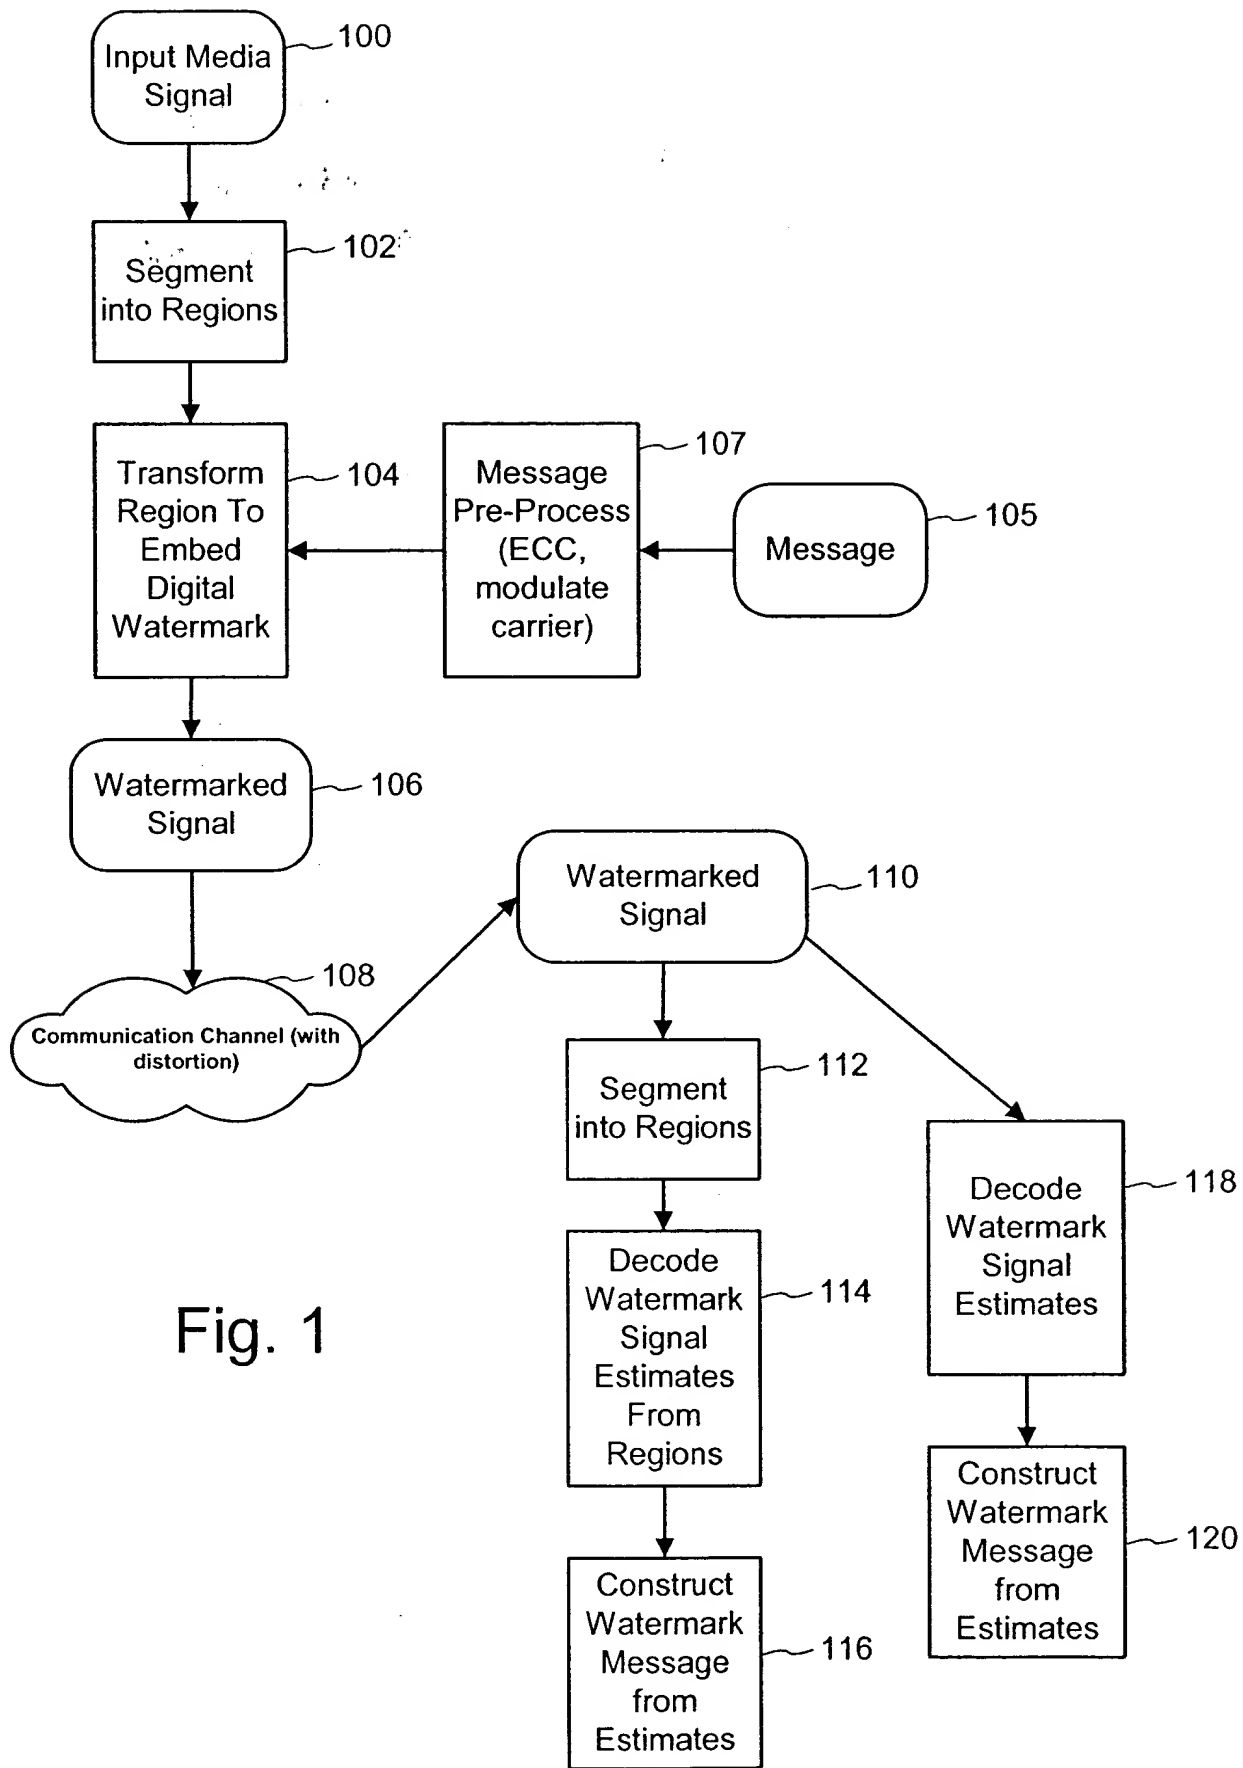 Input Media
Signal
100
Segment
into Regions
102
Transform
Region To
Embed
Digital
Watermark
104
Message
Pre-Process
(ECC,
modulate
carrier)
107
Message
105
Watermarked
Signal
106
Communication Channel (with
distortion)
108
Watermarked
Signal
110
Segment
into Regions
112
Decode
Watermark
Signal
Estimates
From
Regions
114
Construct
Watermark
Message
from
Estimates
116
Decode
Watermark
Signal
Estimates
118
Construct
Watermark
Message
from
Estimates
120
Fig. 1